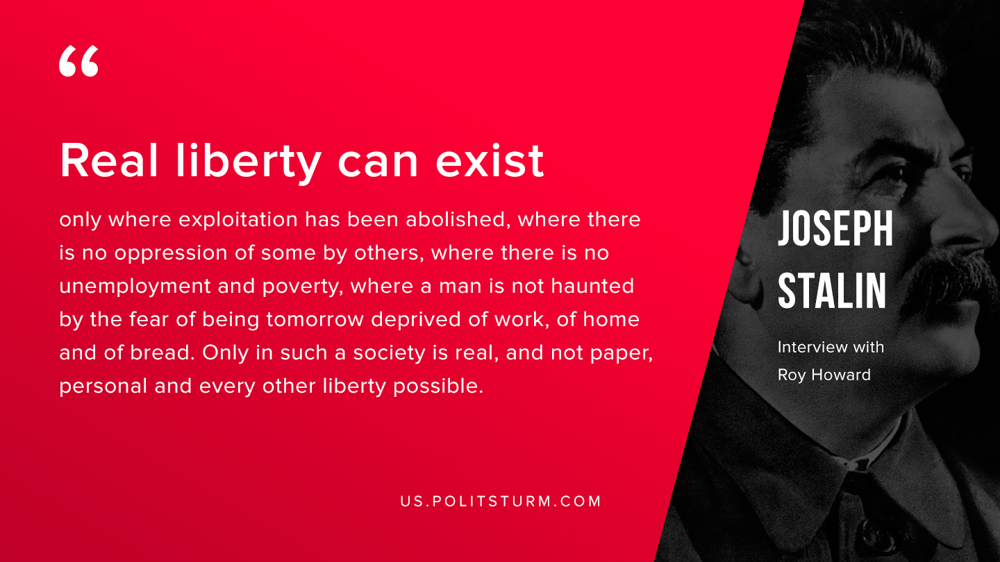 “
Real liberty can exist
only where exploitation has been abolished, where there
is no oppression of some by others, where there is no
unemployment and poverty, where a man is not haunted
by the fear of being tomorrow deprived of work, of home
and of bread. Only in such a society is real, and not paper,
personal and every other liberty possible.
US.POLITSTURM.COM
JOSEPH
STALIN
Interview with
Roy Howard